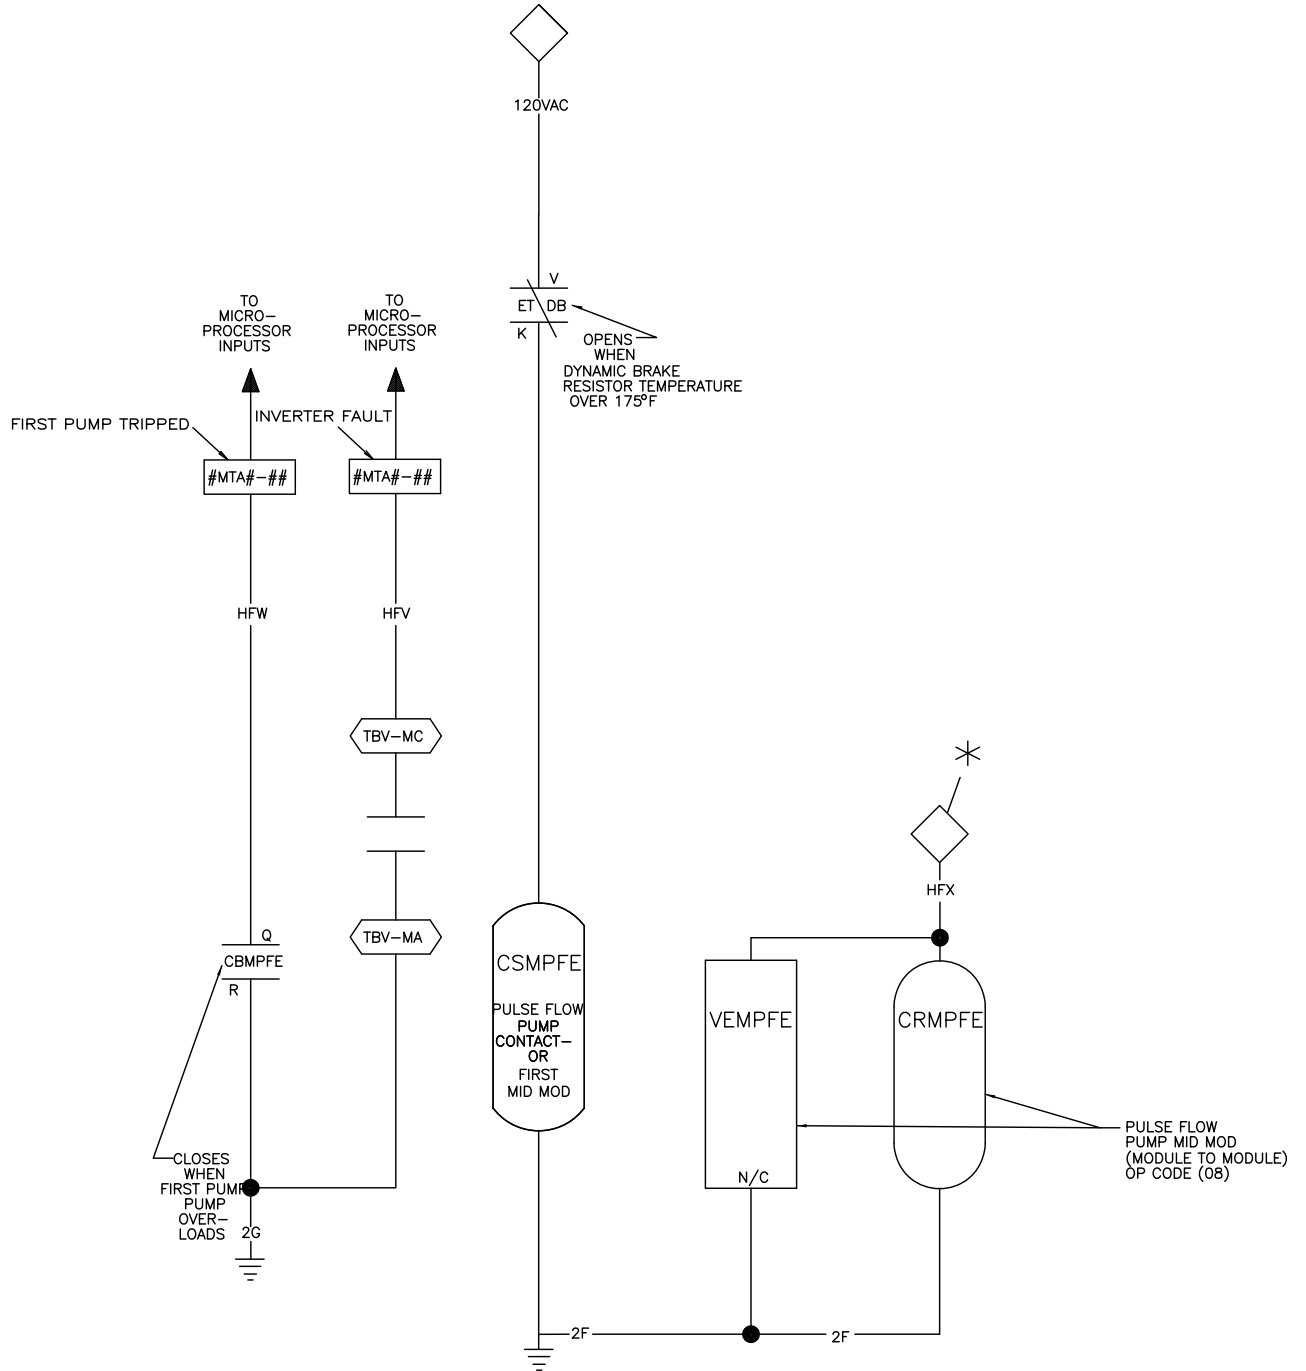 120VAC
V
ET DB
K
OPENS
WHEN
DYNAMIC BRAKE
RESISTOR TEMPERATURE
OVER 175°F
TO
MICRO-
PROCESSOR
INPUTS
TO
MICRO-
PROCESSOR
INPUTS
FIRST PUMP TRIPPED
INVERTER FAULT
#MTA#-##
#MTA#-##
HFW
HFV
TBV-MC
TBV-MA
Q
CBMPFE
R
CLOSES
WHEN
FIRST PUMP
PUMP
OVER-
LOADS
2G
CSMPFE
PULSE FLOW
PUMP
CONTACT-
OR
FIRST
MID MOD
*
HFX
VEMPFE
N/C
CRMPFE
PULSE FLOW
PUMP MID MOD
(MODULE TO MODULE)
OP CODE (08)
2F
2F